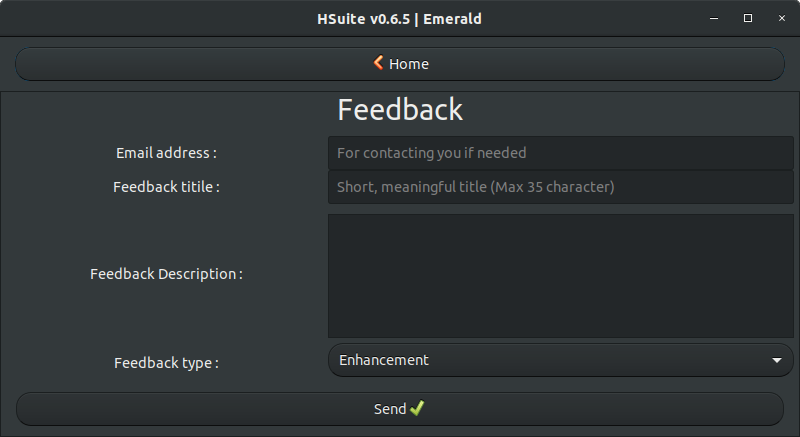 HSuite v0.6.5 | Emerald
Home
Feedback
Email address :
For contacting you if needed
Feedback titile :
Short, meaningful title (Max 35 character)
Feedback Description :
Feedback type :
Enhancement
Send